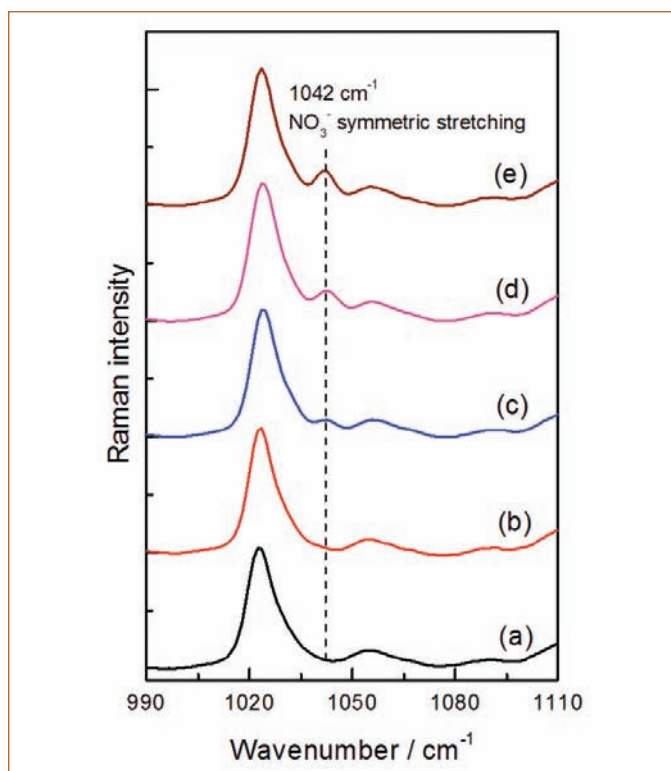 1042 cm⁻¹
NO₃⁻ symmetric stretching
(e)
(d)
(c)
(b)
(a)
Raman intensity
990 1020 1050 1080 1110
Wavenumber / cm⁻¹